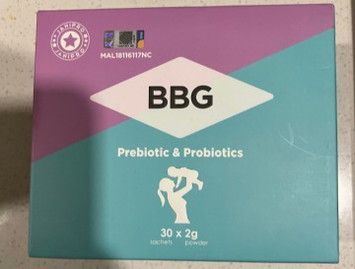 MAL18116117NC
BBG
Prebiotic & Probiotics
30 x 2g
sachets powder